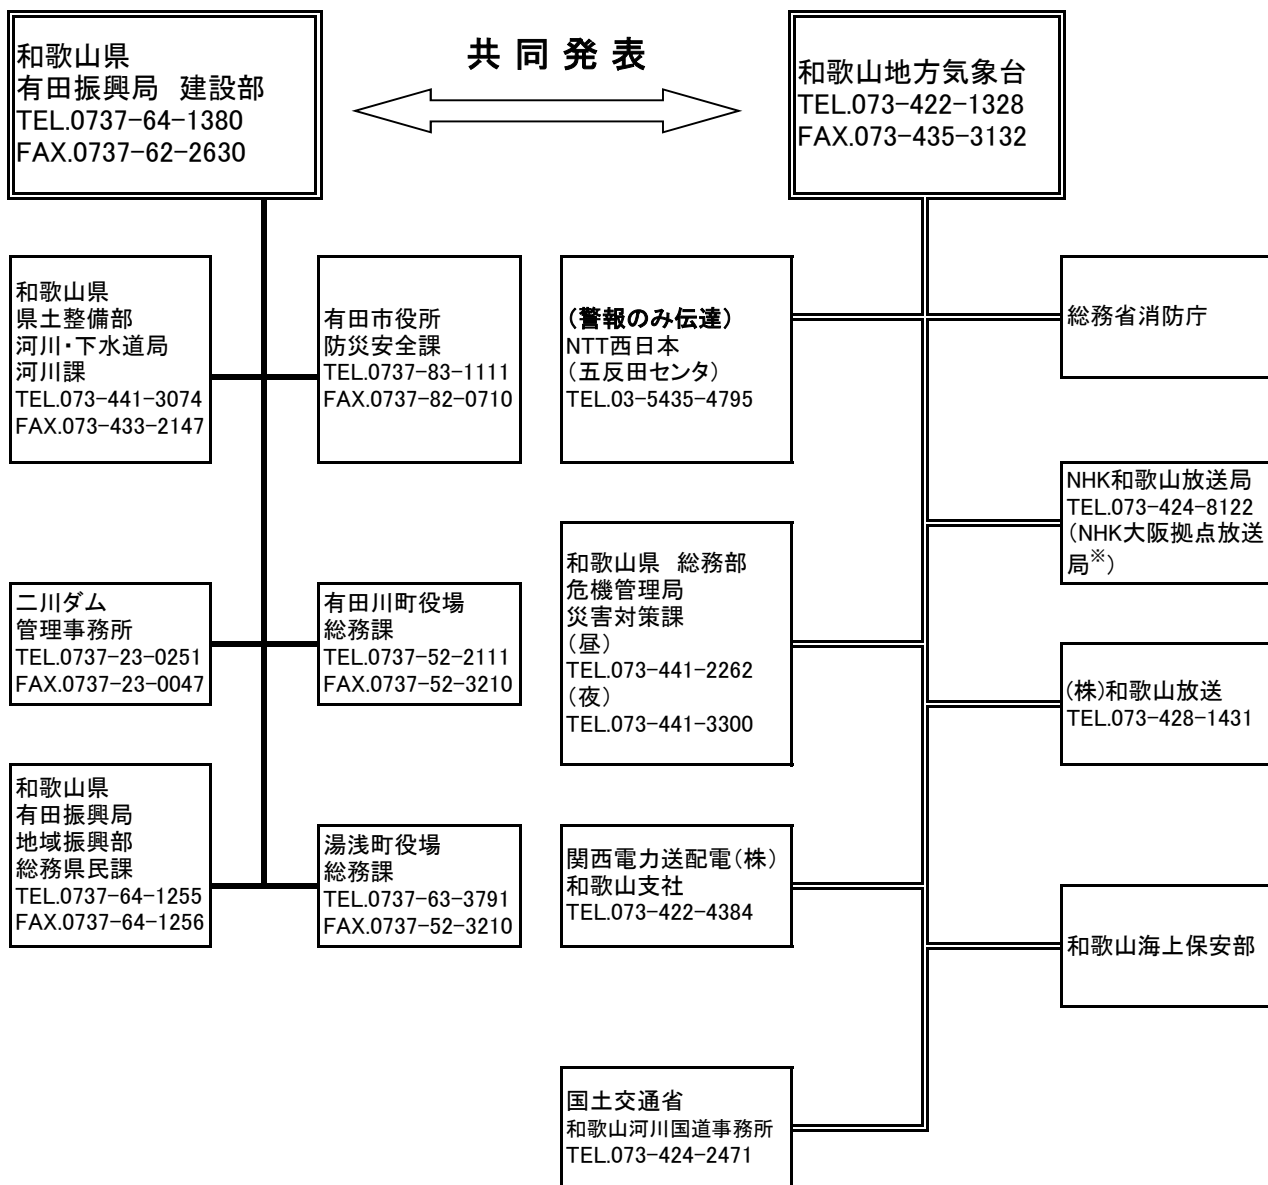 共同発表
和歌山県
有田振興局　建設部
TEL.0737-64-1380
FAX.0737-62-2630
和歌山地方気象台
TEL.073-422-1328
FAX.073-435-3132
和歌山県
県土整備部
河川・下水道局
河川課
TEL.073-441-3074
FAX.073-433-2147
有田市役所
防災安全課
TEL.0737-83-1111
FAX.0737-82-0710
(警報のみ伝達)
NTT西日本
(五反田センタ)
TEL.03-5435-4795
総務省消防庁
NHK和歌山放送局
TEL.073-424-8122
(NHK大阪拠点放送
局※)
二川ダム
管理事務所
TEL.0737-23-0251
FAX.0737-23-0047
有田川町役場
総務課
TEL.0737-52-2111
FAX.0737-52-3210
和歌山県　総務部
危機管理局
災害対策課
(昼)
TEL.073-441-2262
(夜)
TEL.073-441-3300
(株)和歌山放送
TEL.073-428-1431
和歌山県
有田振興局
地域振興部
総務県民課
TEL.0737-64-1255
FAX.0737-64-1256
湯浅町役場
総務課
TEL.0737-63-3791
FAX.0737-52-3210
関西電力送配電(株)
和歌山支社
TEL.073-422-4384
和歌山海上保安部
国土交通省
和歌山河川国道事務所
TEL.073-424-2471